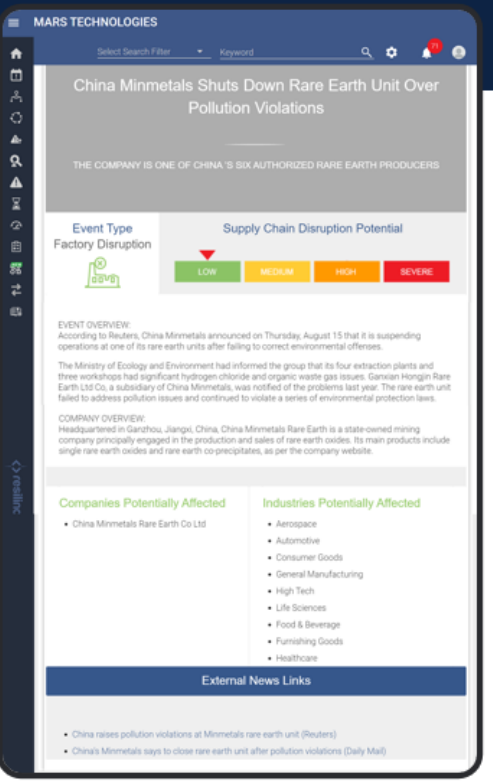 MARS TECHNOLOGIES
Select Search Filter
Keyword
71
China Minmetals Shuts Down Rare Earth Unit Over
Pollution Violations
THE COMPANY IS ONE OF CHINA 'S SIX AUTHORIZED RARE EARTH PRODUCERS
Event Type
Factory Disruption
Supply Chain Disruption Potential
LOW
MEDIUM
HIGH
SEVERE
EVENT OVERVIEW:
According to Reuters, China Minmetals announced on Thursday, August 15 that it is suspending
operations at one of its rare earth units after failing to correct environmental offenses.
The Ministry of Ecology and Environment had informed the group that its four extraction plants and
three workshops had significant hydrogen chloride and organic waste gas issues. Ganxian Hongjin Rare
Earth Ltd Co, a subsidiary of China Minmetals, was notified of the problems last year. The rare earth unit
failed to address pollution issues and continued to violate a series of environmental protection laws.
COMPANY OVERVIEW:
Headquartered in Ganzhou, Jiangxi, China, China Minmetals Rare Earth is a state-owned mining
company principally engaged in the production and sales of rare earth oxides. Its main products include
single rare earth oxides and rare earth co-precipitates, as per the company website.
resilinc
Companies Potentially Affected
• China Minmetals Rare Earth Co Ltd
Industries Potentially Affected
• Aerospace
• Automotive
• Consumer Goods
• General Manufacturing
• High Tech
• Life Sciences
• Food & Beverage
• Furnishing Goods
• Healthcare
External News Links
• China raises pollution violations at Minmetals rare earth unit (Reuters)
• China's Minmetals says to close rare earth unit after pollution violations (Daily Mail)